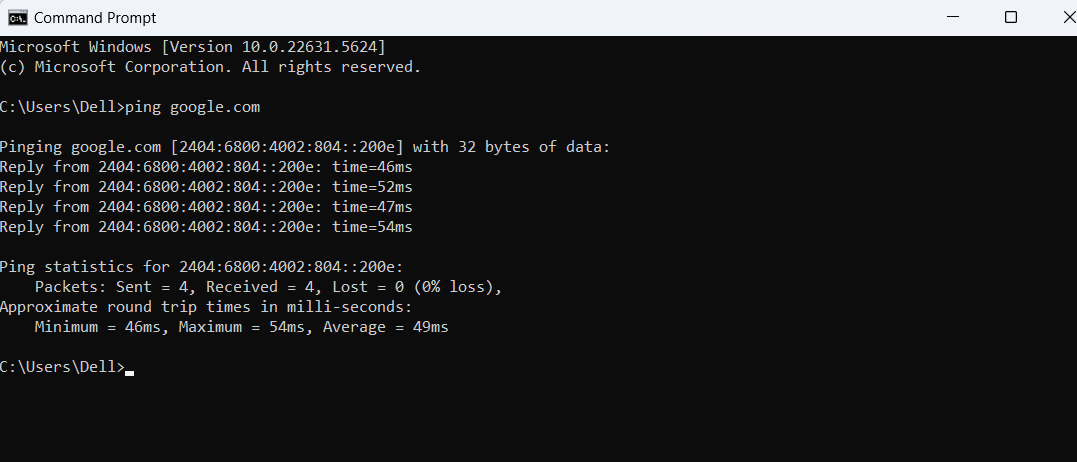 Command Prompt
Microsoft Windows [Version 10.0.22631.5624]
(c) Microsoft Corporation. All rights reserved.
C:\Users\Dell>ping google.com
Pinging google.com [2404:6800:4002:804::200e] with 32 bytes of data:
Reply from 2404:6800:4002:804::200e: time=46ms
Reply from 2404:6800:4002:804::200e: time=52ms
Reply from 2404:6800:4002:804::200e: time=47ms
Reply from 2404:6800:4002:804::200e: time=54ms
Ping statistics for 2404:6800:4002:804::200e:
    Packets: Sent = 4, Received = 4, Lost = 0 (0% loss),
Approximate round trip times in milli-seconds:
    Minimum = 46ms, Maximum = 54ms, Average = 49ms
C:\Users\Dell>